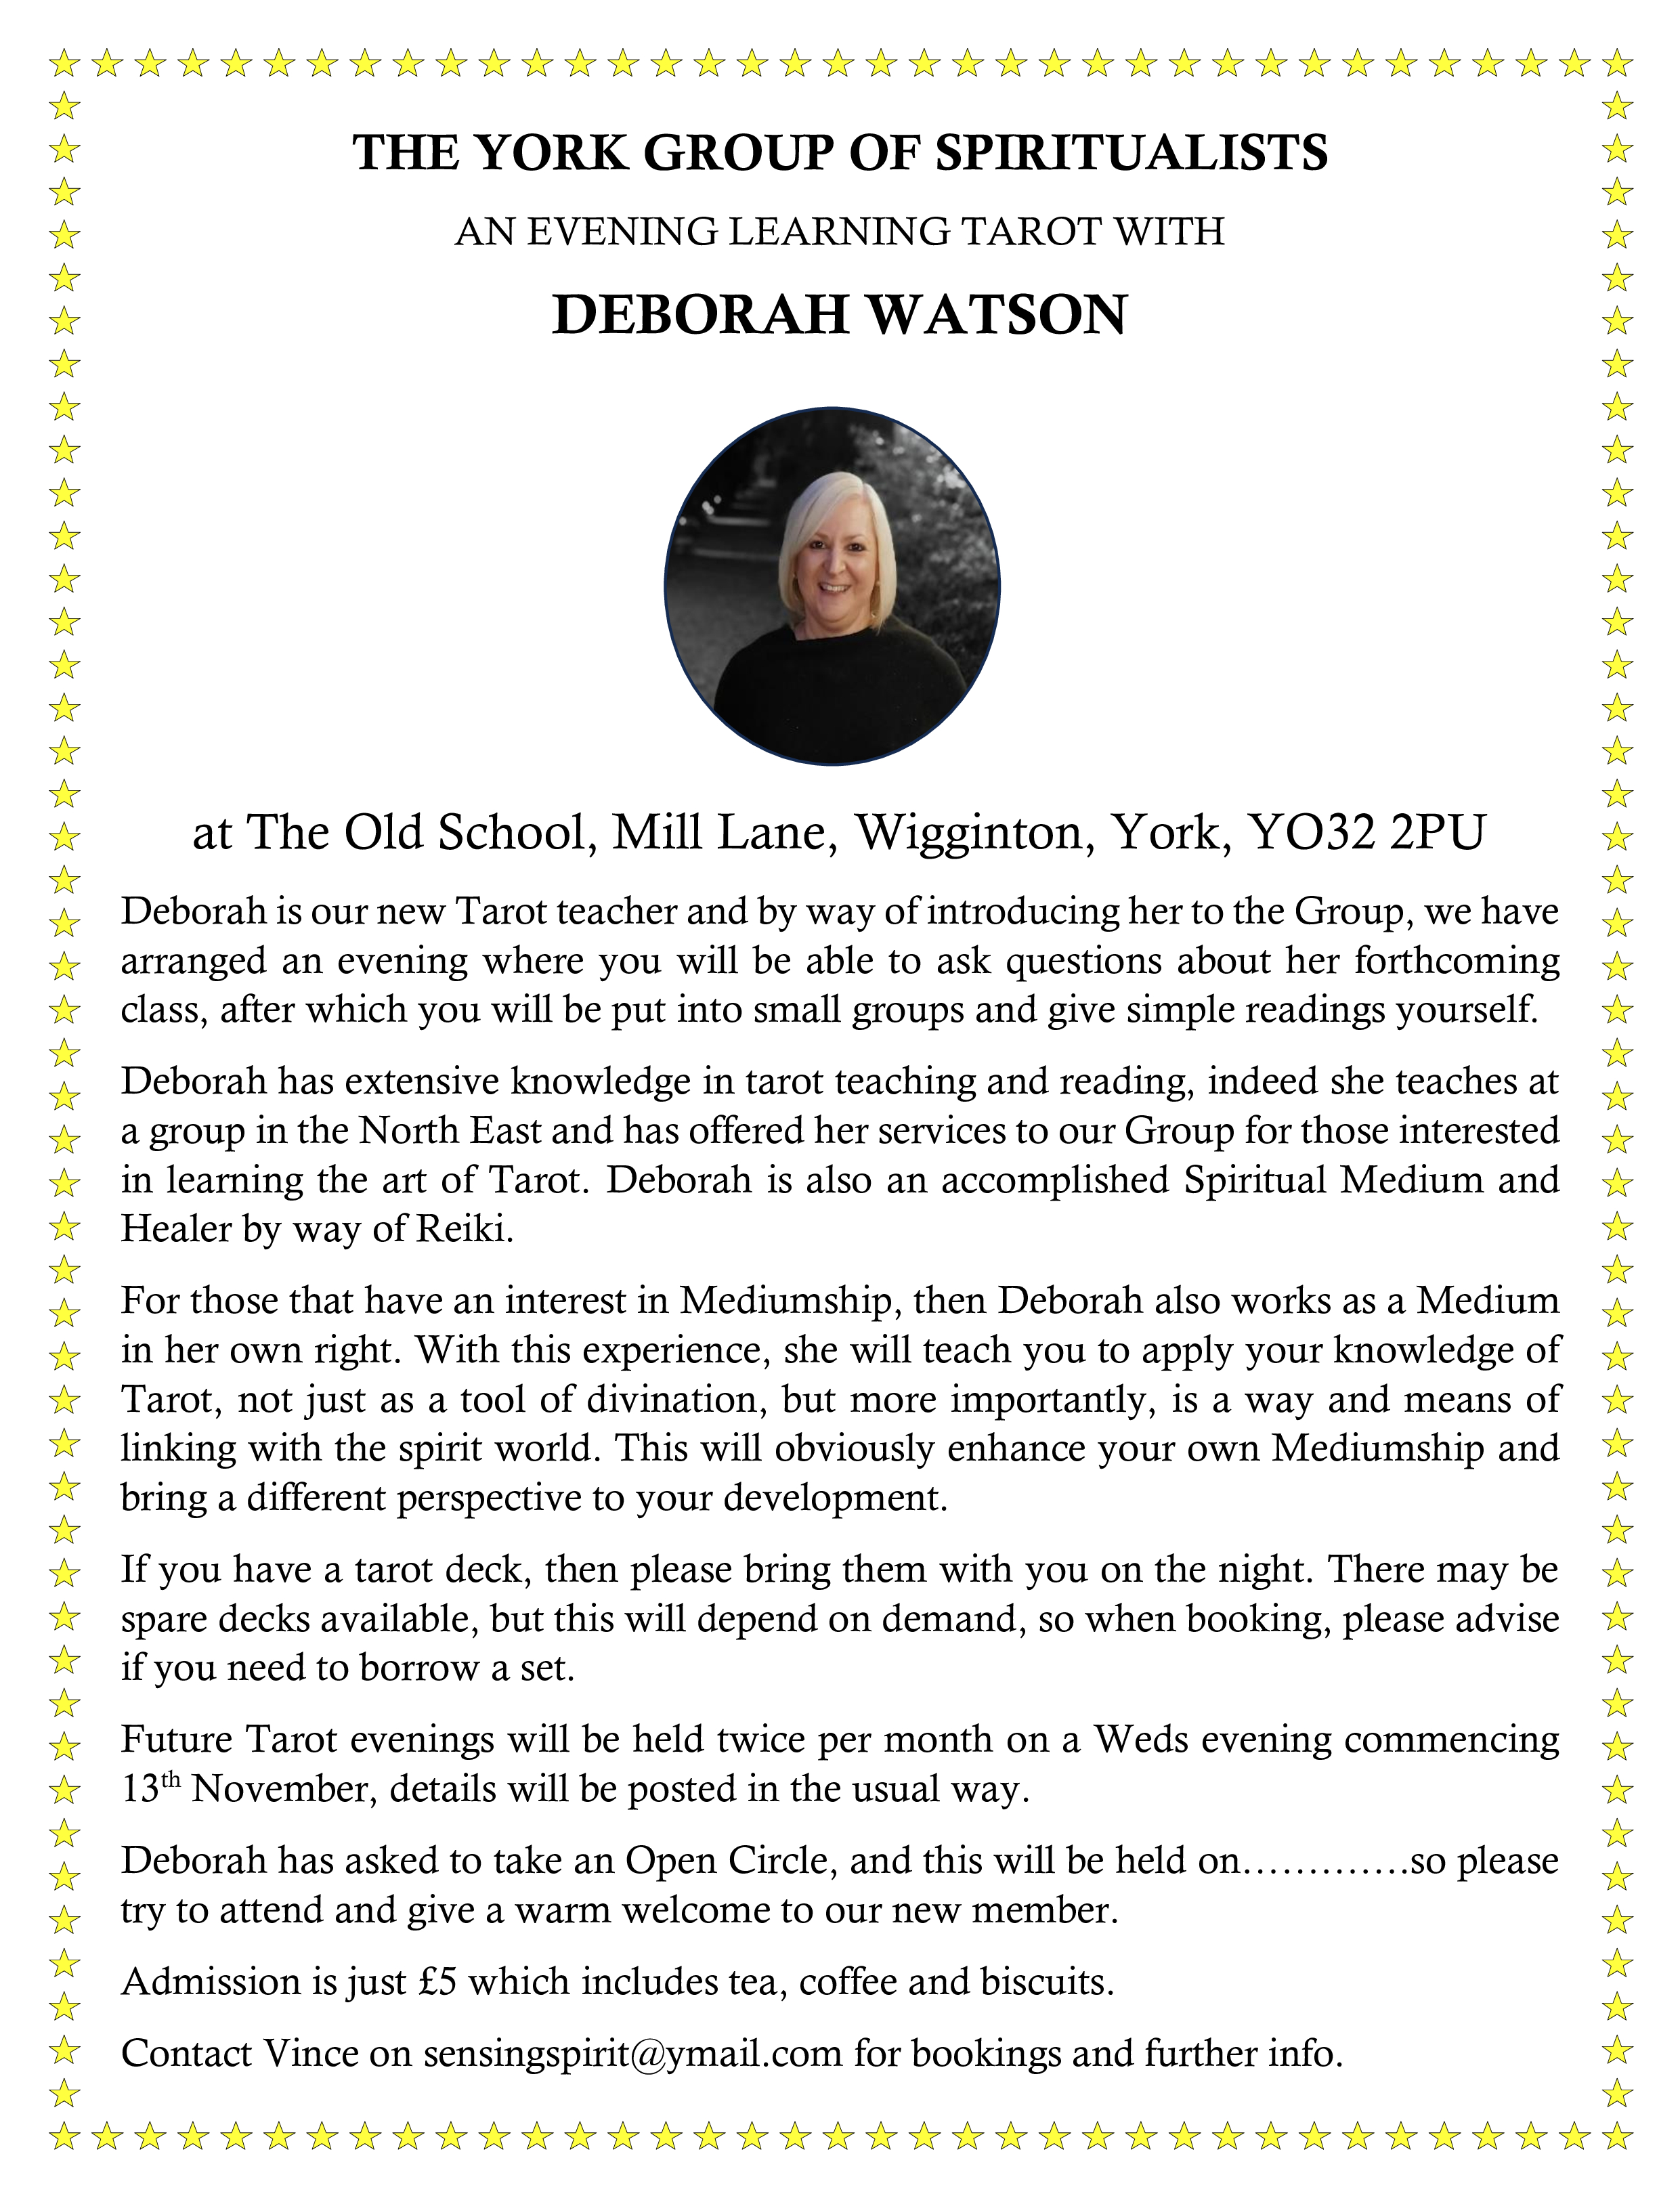 THE YORK GROUP OF SPIRITUALISTS
AN EVENING LEARNING TAROT WITH
DEBORAH WATSON
at The Old School, Mill Lane, Wigginton, York, YO32 2PU
Deborah is our new Tarot teacher and by way of introducing her to the Group, we have
arranged an evening where you will be able to ask questions about her forthcoming
class, after which you will be put into small groups and give simple readings yourself.
Deborah has extensive knowledge in tarot teaching and reading, indeed she teaches at
a group in the North East and has offered her services to our Group for those interested
in learning the art of Tarot. Deborah is also an accomplished Spiritual Medium and
Healer by way of Reiki.
For those that have an interest in Mediumship, then Deborah also works as a Medium
in her own right. With this experience, she will teach you to apply your knowledge of
Tarot, not just as a tool of divination, but more importantly, is a way and means of
linking with the spirit world. This will obviously enhance your own Mediumship and
bring a different perspective to your development.
If you have a tarot deck, then please bring them with you on the night. There may be
spare decks available, but this will depend on demand, so when booking, please advise
if you need to borrow a set.
Future Tarot evenings will be held twice per month on a Weds evening commencing
13th November, details will be posted in the usual way.
Deborah has asked to take an Open Circle, and this will be held on………….so please
try to attend and give a warm welcome to our new member.
Admission is just £5 which includes tea, coffee and biscuits.
Contact Vince on sensingspirit@ymail.com for bookings and further info.